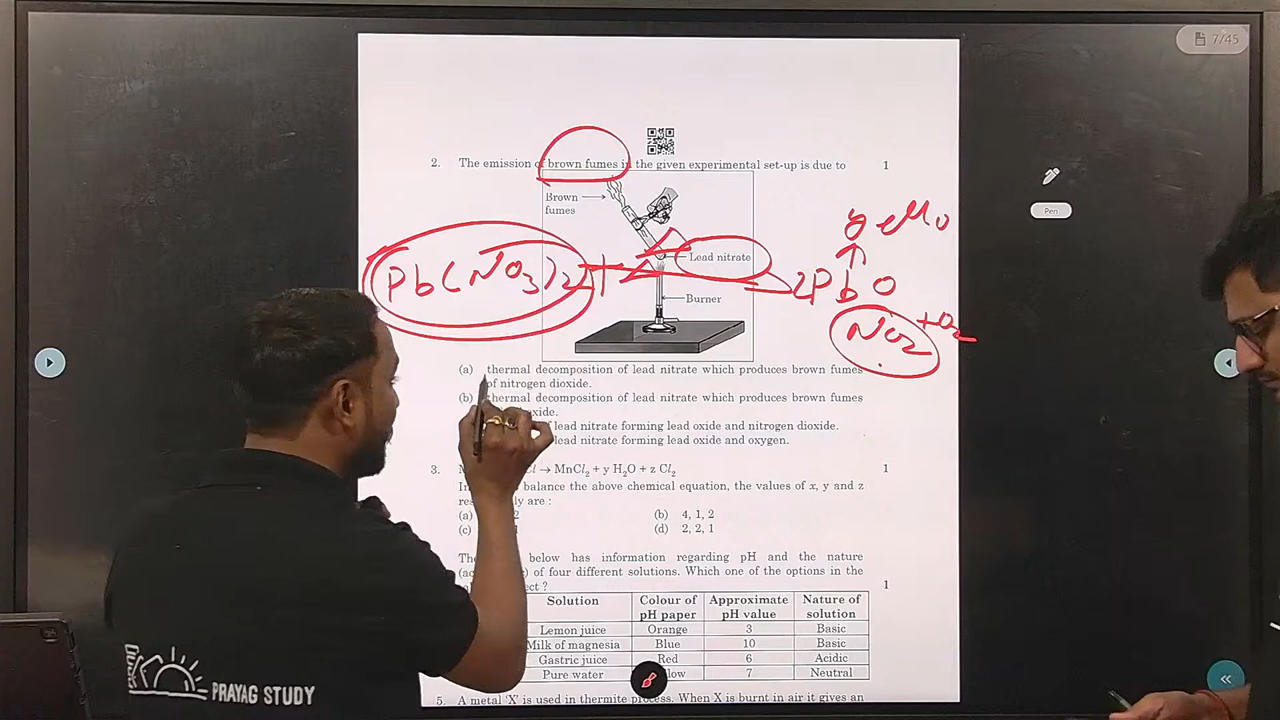 7/45
2. The emission of brown fumes in the given experimental set-up is due to 1
Brown
fumes
Lead nitrate
Burner
Pen
Pb(NO3)2 + Δ
2PbO
NO2 + O2
(a) thermal decomposition of lead nitrate which produces brown fumes
of nitrogen dioxide.
(b) thermal decomposition of lead nitrate which produces brown fumes
lead nitrate forming lead oxide and nitrogen dioxide.
lead nitrate forming lead oxide and oxygen.
3. → MnCl2 + y H2O + z Cl2 1
balance the above chemical equation, the values of x, y and z
are :
(a) (b) 4, 1, 2
(c) (d) 2, 2, 1
below has information regarding pH and the nature
of four different solutions. Which one of the options in the
? 1
Solution Colour of pH paper Approximate pH value Nature of solution
Lemon juice Orange 3 Basic
Milk of magnesia Blue 10 Basic
Gastric juice Red 6 Acidic
Pure water 7 Neutral
5. A metal 'X' is used in thermite process. When X is burnt in air it gives an
PRAYAG STUDY